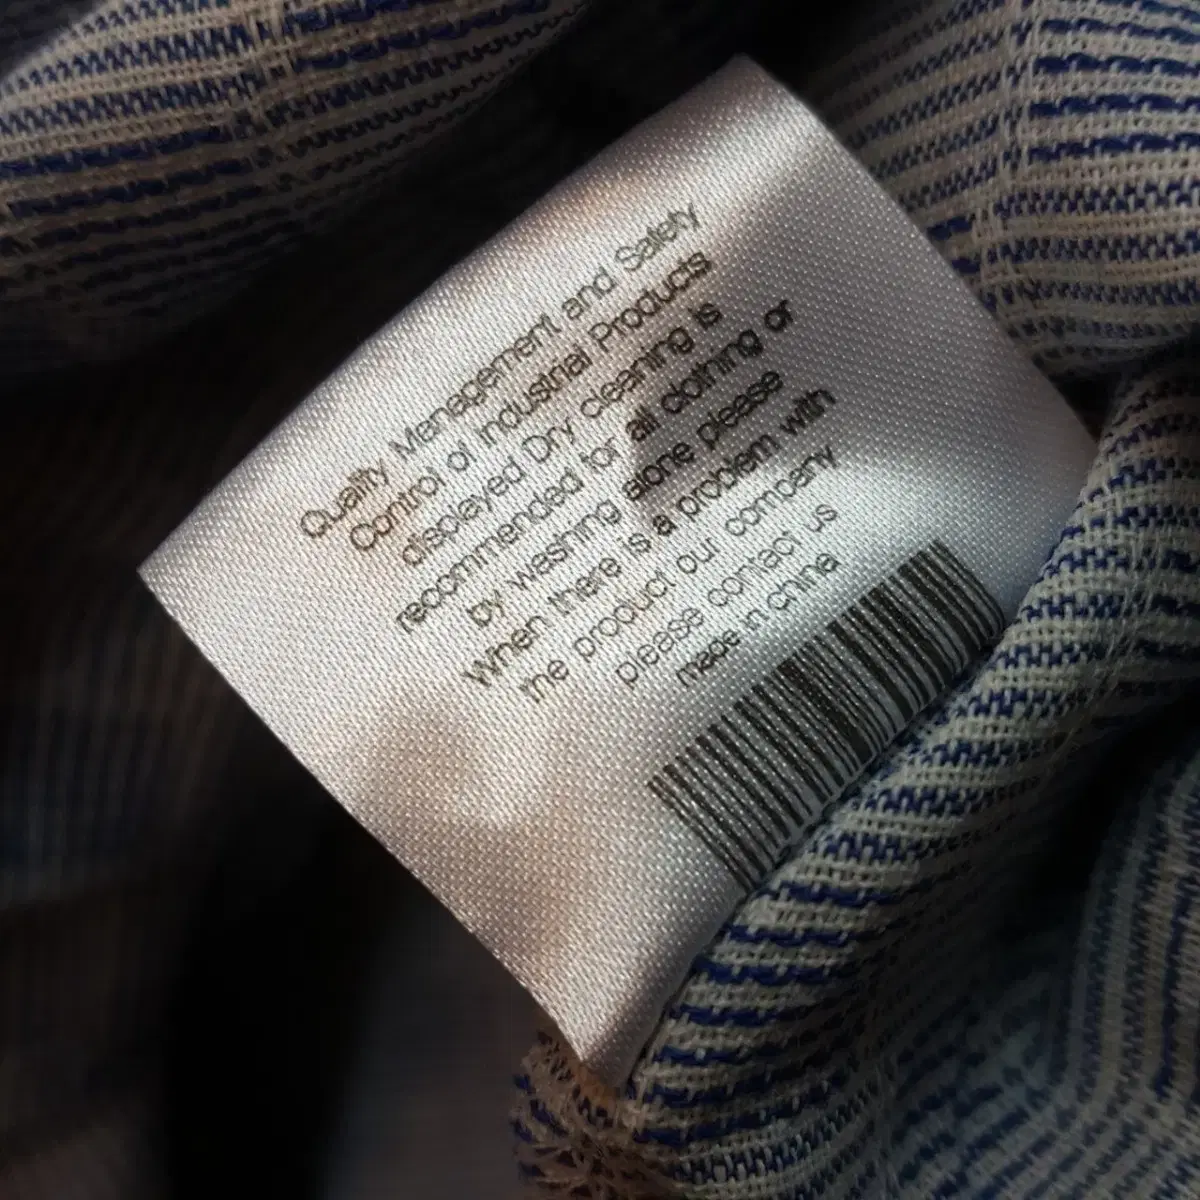 Quality Menagement and Safety
Control of Industrial Products
displayed Dry cleaning is
recommended for all clothing or
by washing alone please
When there is a problem with
the product our company
please contact us
made in china